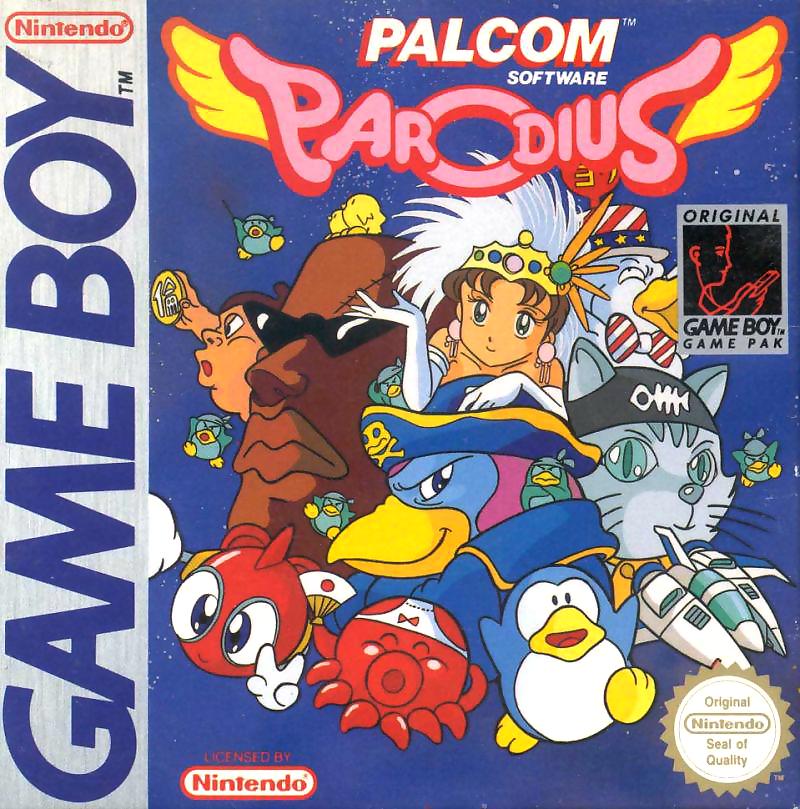 Nintendo®
GAME BOY™
PALCOM™
SOFTWARE
PARODIUS
ORIGINAL
GAME BOY™
GAME PAK
LICENSED BY
Nintendo®
Original
Nintendo®
Seal of
Quality
™